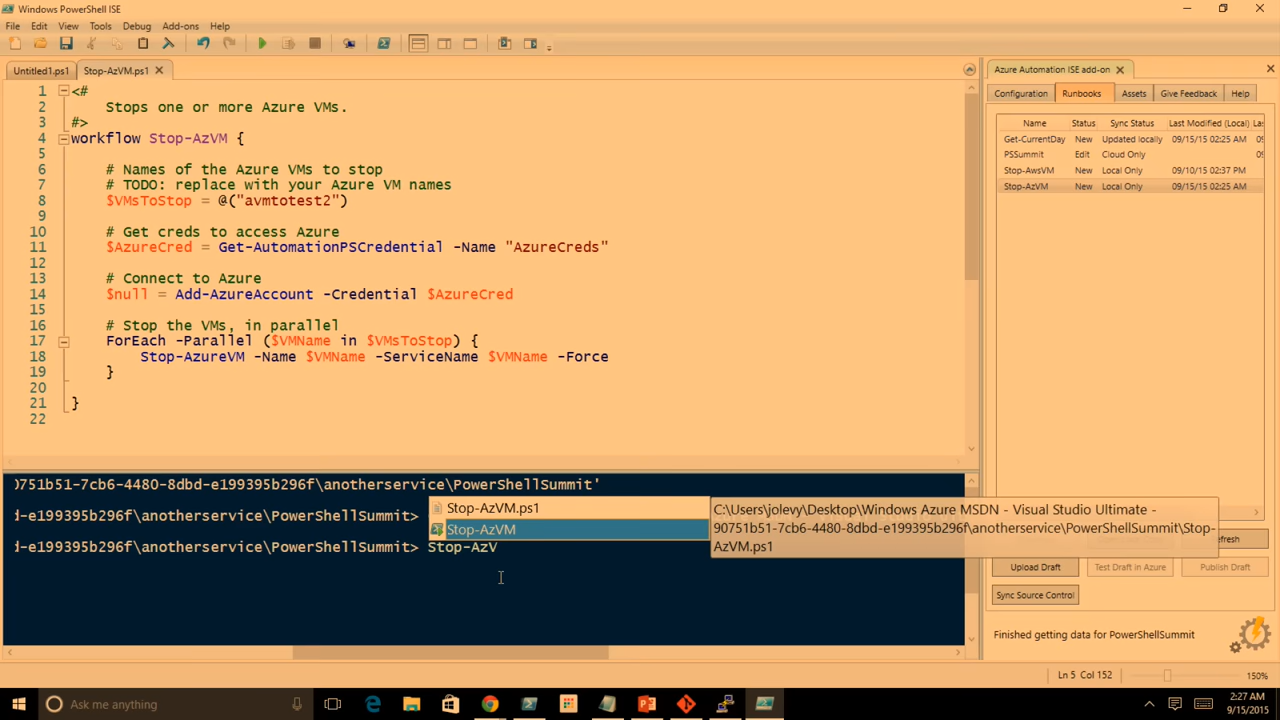 Windows PowerShell ISE
File Edit View Tools Debug Add-ons Help
Untitled1.ps1 Stop-AzVM.ps1
1 <#
2 Stops one or more Azure VMs.
3 #>
4 workflow Stop-AzVM {
5
6 # Names of the Azure VMs to stop
7 # TODO: replace with your Azure VM names
8 $VMsToStop = @("avmtotest2")
9
10 # Get creds to access Azure
11 $AzureCred = Get-AutomationPSCredential -Name "AzureCreds"
12
13 # Connect to Azure
14 $null = Add-AzureAccount -Credential $AzureCred
15
16 # Stop the VMs, in parallel
17 ForEach -Parallel ($VMName in $VMsToStop) {
18 Stop-AzureVM -Name $VMName -ServiceName $VMName -Force
19 }
20
21 }
22
0751b51-7cb6-4480-8dbd-e199395b296f\anotherservice\PowerShellSummit'
d-e199395b296f\anotherservice\PowerShellSummit>
d-e199395b296f\anotherservice\PowerShellSummit> Stop-AzV
Stop-AzVM.ps1
Stop-AzVM
C:\Users\jolevy\Desktop\Windows Azure MSDN - Visual Studio Ultimate -
90751b51-7cb6-4480-8dbd-e199395b296f\anotherservice\PowerShellSummit\Stop-
AzVM.ps1
Azure Automation ISE add-on
Configuration Runbooks Assets Give Feedback Help
Name Status Sync Status Last Modified (Local) La
Get-CurrentDay New Updated locally 09/15/15 02:25 AM 09
PSSummit Edit Cloud Only 09
Stop-AwsVM New Local Only 09/10/15 02:37 PM
Stop-AzVM New Local Only 09/15/15 02:25 AM
efresh
Upload Draft Test Draft in Azure Publish Draft
Sync Source Control
Finished getting data for PowerShellSummit
Ln 5 Col 152 150%
Ask me anything
2:27 AM
9/15/2015